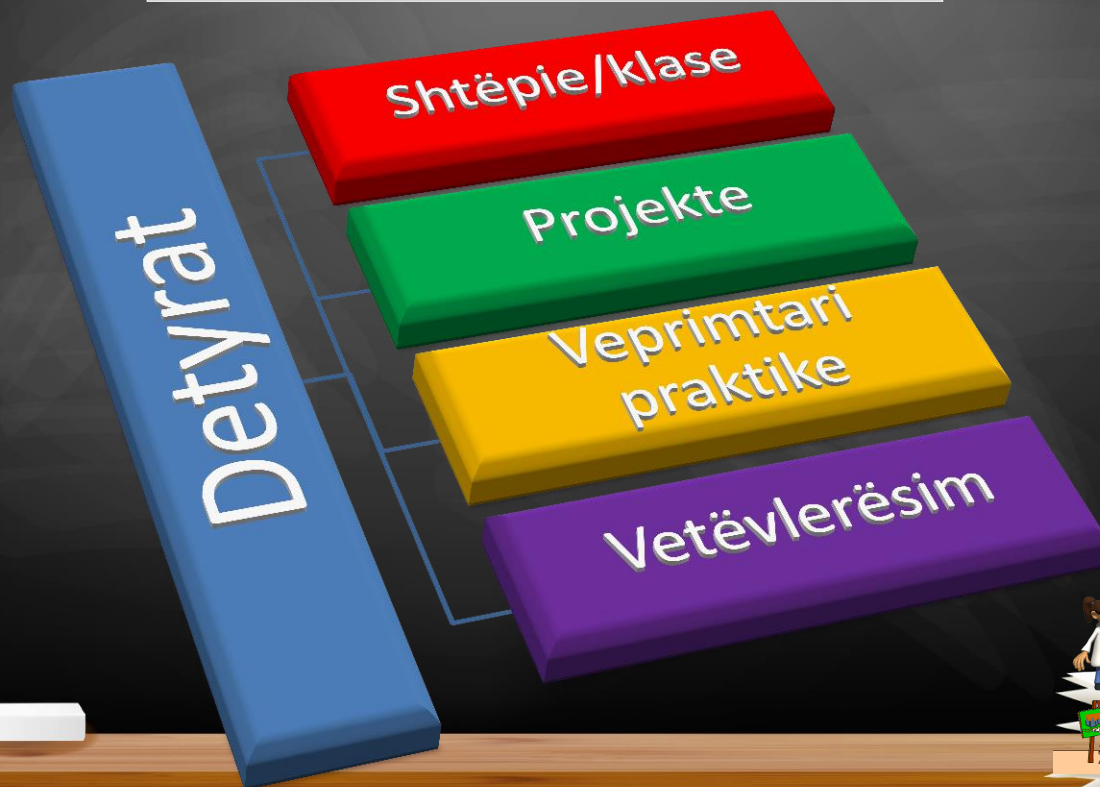 Detyrat
Shtëpie/klase
Projekte
Veprimtari
praktike
Vetëvlerësim